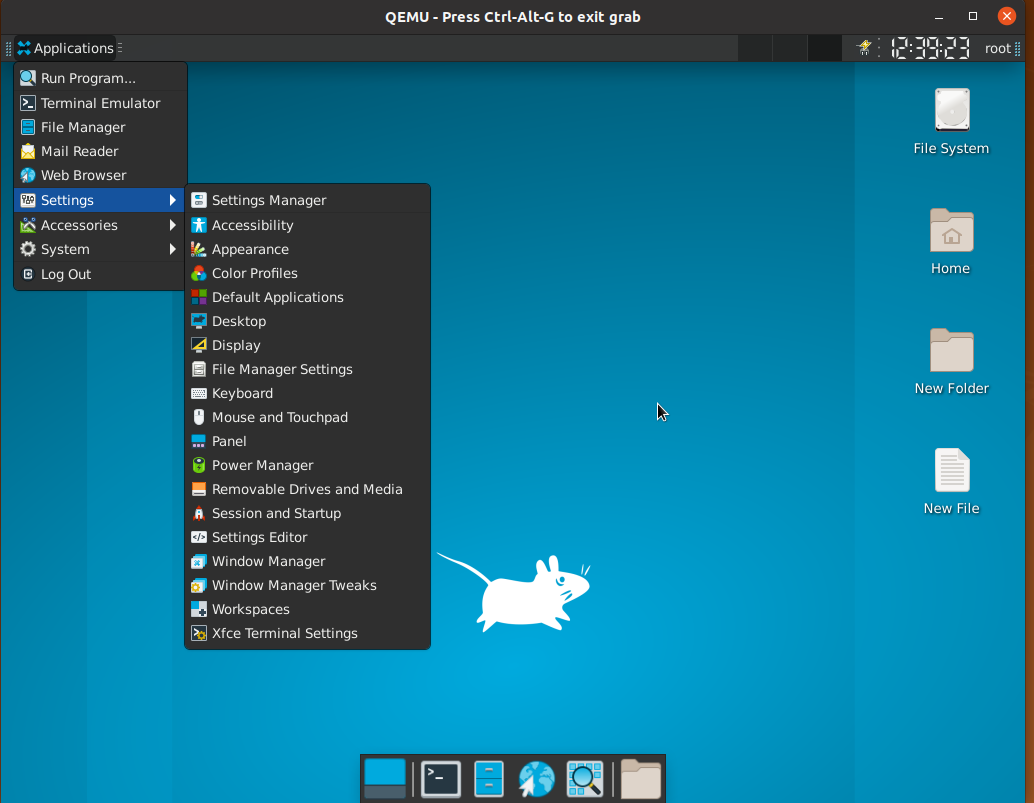 QEMU - Press Ctrl-Alt-G to exit grab
Applications
12:39:23
root
Run Program...
Terminal Emulator
File Manager
Mail Reader
Web Browser
Settings
Accessories
System
Log Out
Settings Manager
Accessibility
Appearance
Color Profiles
Default Applications
Desktop
Display
File Manager Settings
Keyboard
Mouse and Touchpad
Panel
Power Manager
Removable Drives and Media
Session and Startup
Settings Editor
Window Manager
Window Manager Tweaks
Workspaces
Xfce Terminal Settings
File System
Home
New Folder
New File